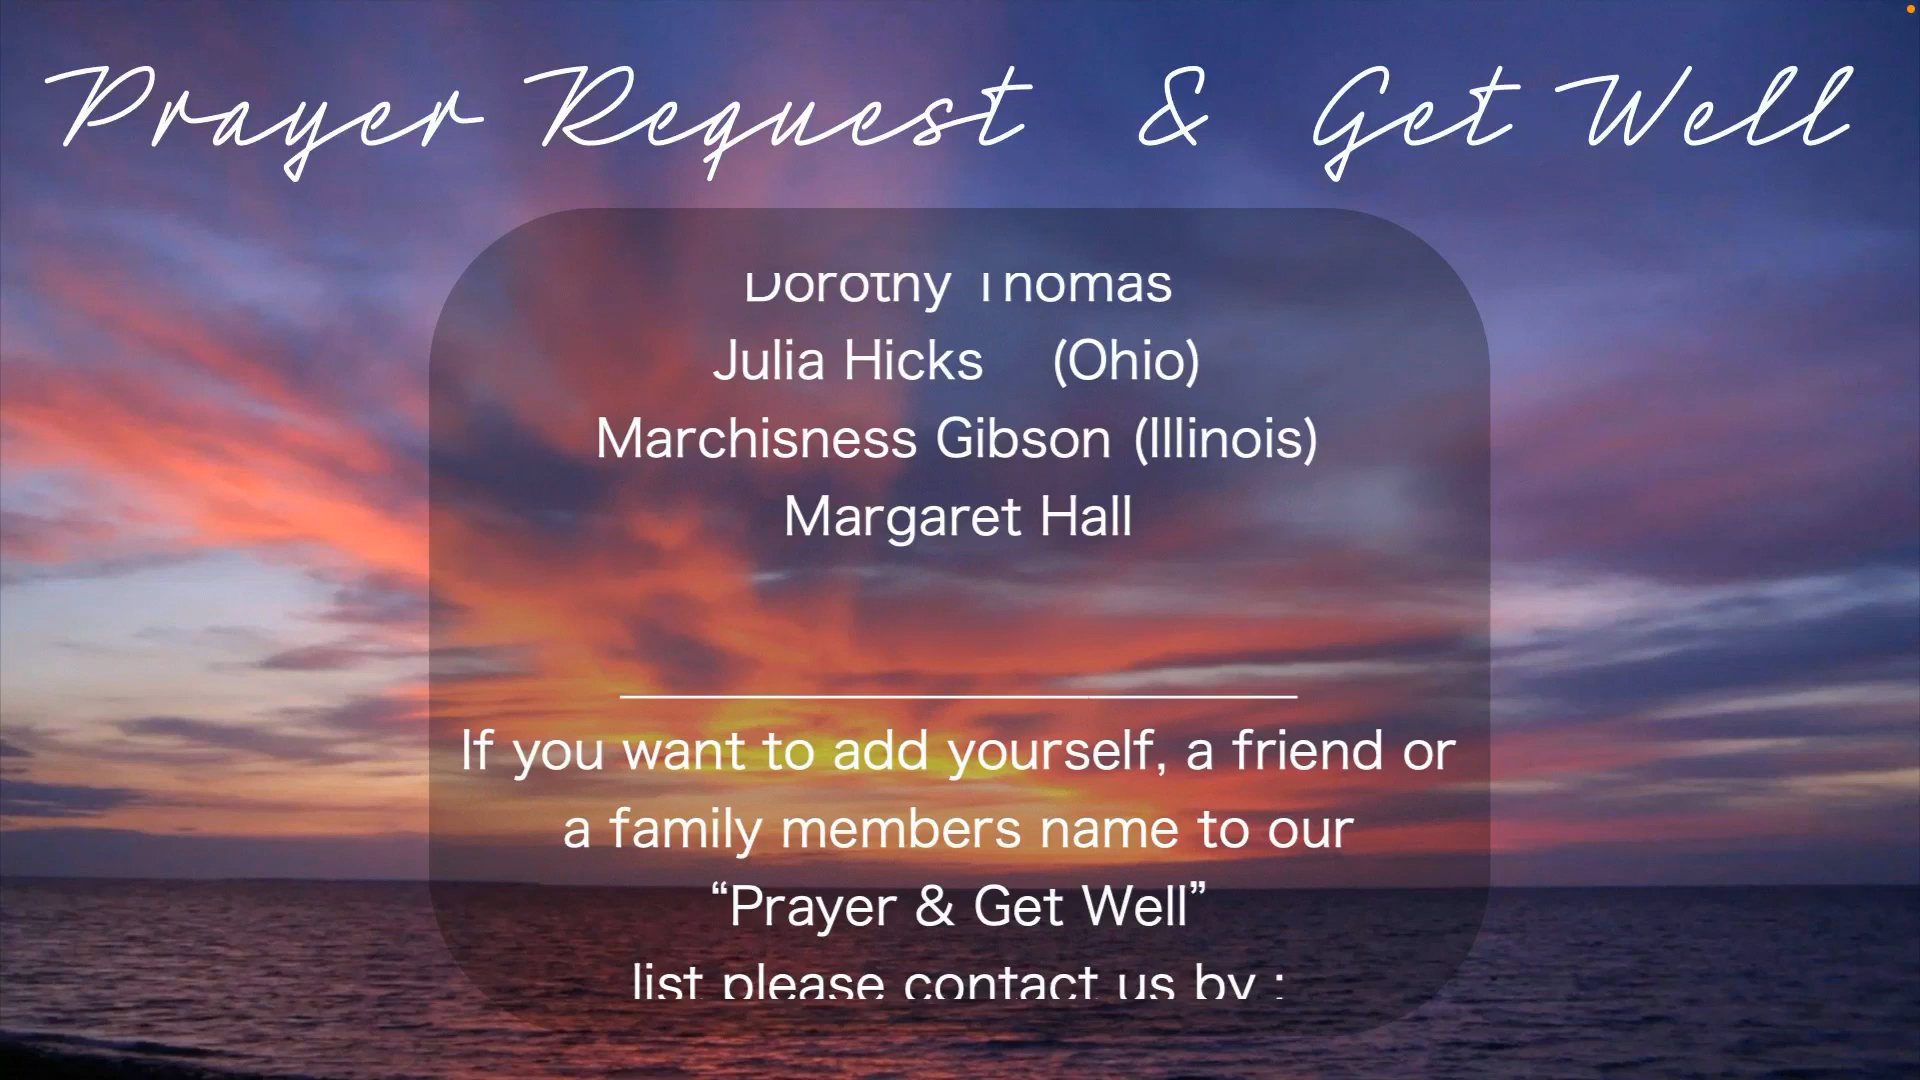 Prayer Request & Get Well
Dorothy Thomas
Julia Hicks (Ohio)
Marchisness Gibson (Illinois)
Margaret Hall
If you want to add yourself, a friend or
a family members name to our
“Prayer & Get Well”
list please contact us by :